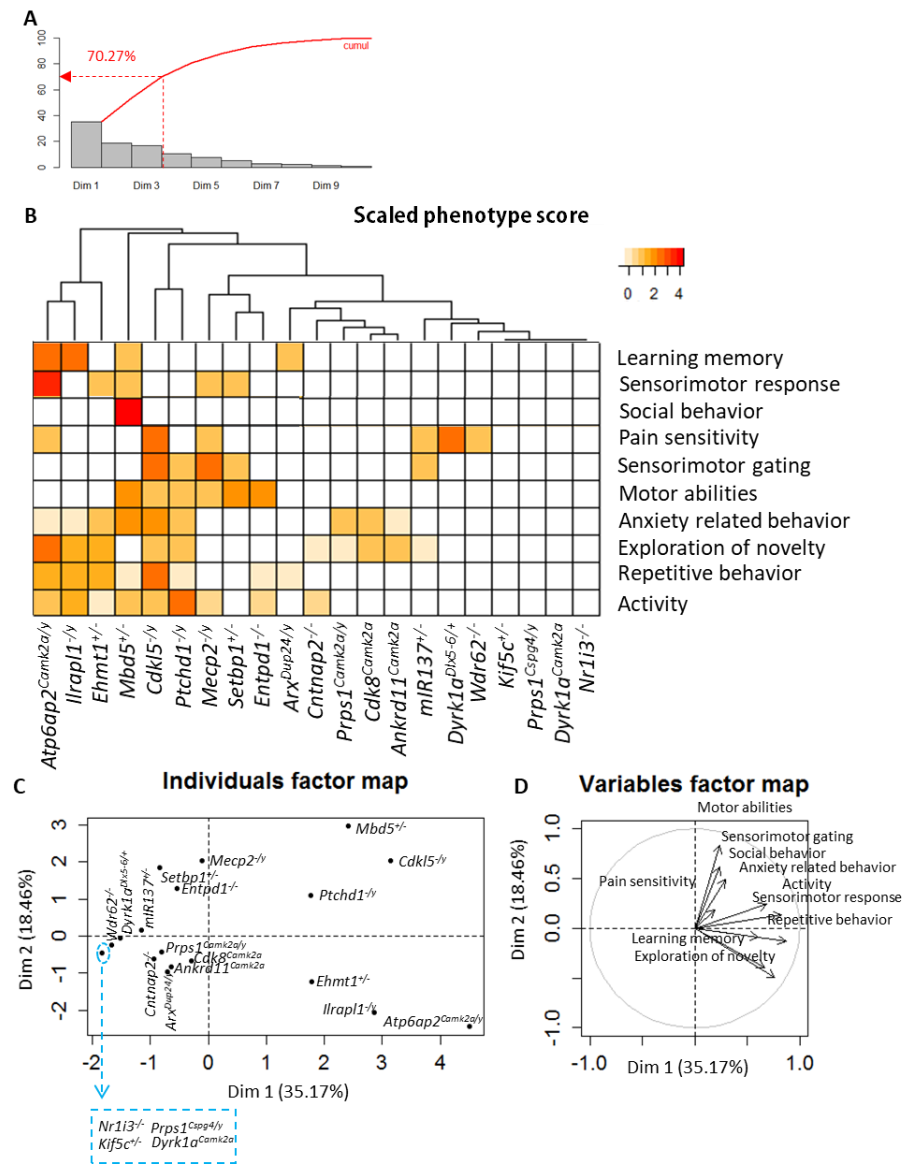 A
100
80
60
40
20
0
70.27%
cumul
Dim 1 Dim 3 Dim 5 Dim 7 Dim 9
B
Scaled phenotype score
0 2 4
Learning memory
Sensorimotor response
Social behavior
Pain sensitivity
Sensorimotor gating
Motor abilities
Anxiety related behavior
Exploration of novelty
Repetitive behavior
Activity
Atp6ap2Camk2a/y
Ilrapl1-/y
Ehmt1+/-
Mbd5+/-
Cdkl5-/y
Ptchd1-/y
Mecp2-/y
Setbp1+/-
Entpd1-/-
ArxDup24/y
Cntnap2-/-
Prps1Camk2a/y
Cdk8Camk2a
Ankrd11Camk2a
mIR137+/-
Dyrk1aDlx5-6/+
Wdr62-/-
Kif5c+/-
Prps1Cspg4/y
Dyrk1aCamk2a
Nr1i3-/-
C
Individuals factor map
Dim 2 (18.46%)
3
2
1
0
-1
-2
Mbd5+/-
Cdkl5-/y
Mecp2-/y
Setbp1+/-
Entpd1-/-
Ptchd1-/y
Wdr62-/-
Dyrk1aDlx5-6/+
mIR137+/-
Prps1Camk2a/y
Cdk8Camk2a
Ankrd11Camk2a
Cntnap2-/-
ArxDup24/y
Ehmt1+/-
Ilrapl1-/y
Atp6ap2Camk2a/y
-2 -1 0 1 2 3 4
Dim 1 (35.17%)
Nr1i3-/- Prps1Cspg4/y
Kif5c+/- Dyrk1aCamk2a
D
Variables factor map
Motor abilities
Dim 2 (18.46%)
1.0
0.5
0.0
-1.0
Sensorimotor gating
Social behavior
Anxiety related behavior
Pain sensitivity
Activity
Sensorimotor response
Repetitive behavior
Learning memory
Exploration of novelty
-1.0 0.0 1.0
Dim 1 (35.17%)